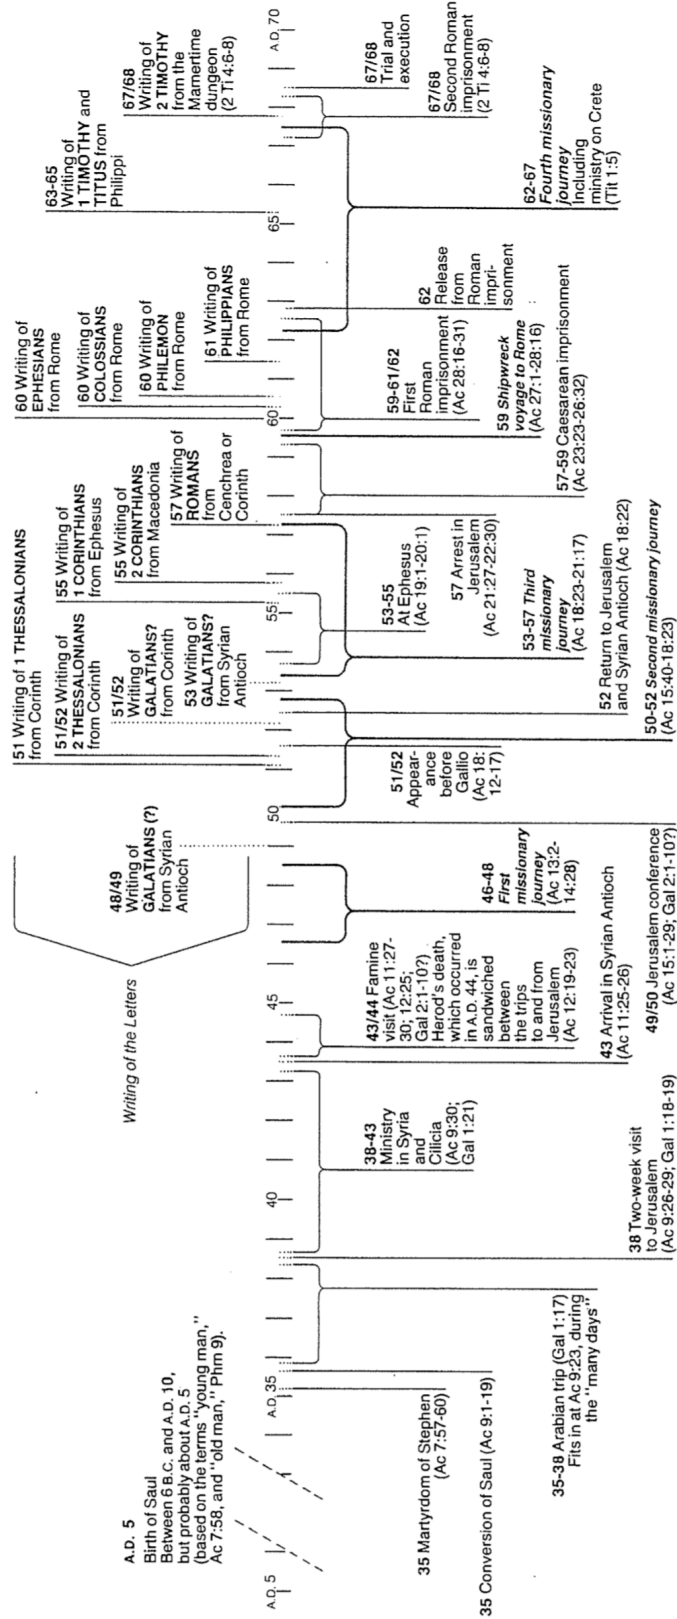 A.D. 5
Birth of Saul
Between 6 B.C. and A.D. 10,
but probably about A.D. 5
(based on the terms "young man,"
Ac 7:58, and "old man," Phm 9).
Writing of the Letters
48/49
Writing of
GALATIANS (?)
from Syrian
Antioch
51 Writing of 1 THESSALONIANS
from Corinth
51/52 Writing of
2 THESSALONIANS
from Corinth
51/52
Writing of
GALATIANS?
from Corinth
53 Writing of
GALATIANS?
from Syrian
Antioch
55 Writing of
1 CORINTHIANS
from Ephesus
55 Writing of
2 CORINTHIANS
from Macedonia
57 Writing of
ROMANS
from
Cenchrea or
Corinth
60 Writing of
EPHESIANS
from Rome
60 Writing of
COLOSSIANS
from Rome
60 Writing of
PHILEMON
from Rome
61 Writing of
PHILIPPIANS
from Rome
63-65
Writing of
1 TIMOTHY and
TITUS from
Philippi
67/68
Writing of
2 TIMOTHY
from the
Mamertime
dungeon
(2 Ti 4:6-8)
A.D. 5
A.D. 35
40
45
50
55
60
65
A.D. 70
35 Martyrdom of Stephen
(Ac 7:57-60)
35 Conversion of Saul (Ac 9:1-19)
35-38 Arabian trip (Gal 1:17)
Fits in at Ac 9:23, during
the "many days"
38 Two-week visit
to Jerusalem
(Ac 9:26-29; Gal 1:18-19)
38-43
Ministry
in Syria
and
Cilicia
(Ac 9:30;
Gal 1:21)
43 Arrival in Syrian Antioch
(Ac 11:25-26)
43/44 Famine
visit (Ac 11:27-
30; 12:25;
Gal 2:1-10?)
Herod's death,
which occurred
in A.D. 44, is
sandwiched
between
the trips
to and from
Jerusalem
(Ac 12:19-23)
46-48
First
missionary
journey
(Ac 13:2-
14:28)
49/50 Jerusalem conference
(Ac 15:1-29; Gal 2:1-10?)
51/52
Appear-
ance
before
Gallio
(Ac 18:
12-17)
50-52 Second missionary journey
(Ac 15:40-18:23)
52 Return to Jerusalem
and Syrian Antioch (Ac 18:22)
53-55
At Ephesus
(Ac 19:1-20:1)
53-57 Third
missionary
journey
(Ac 18:23-21:17)
57 Arrest in
Jerusalem
(Ac 21:27-22:30)
57-59 Caesarean imprisonment
(Ac 23:23-26:32)
59 Shipwreck
voyage to Rome
(Ac 27:1-28:16)
59-61/62
First
Roman
imprisonment
(Ac 28:16-31)
62
Release
from
Roman
impri-
sonment
62-67
Fourth missionary
journey
Including
ministry on Crete
(Tit 1:5)
67/68
Trial and
execution
67/68
Second Roman
imprisonment
(2 Ti 4:6-8)